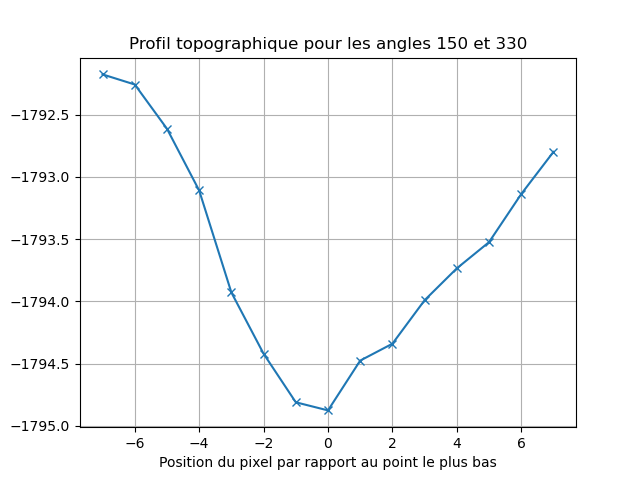 Profil topographique pour les angles 150 et 330
−1792.5
−1793.0
−1793.5
−1794.0
−1794.5
−1795.0
−6 −4 −2 0 2 4 6
Position du pixel par rapport au point le plus bas